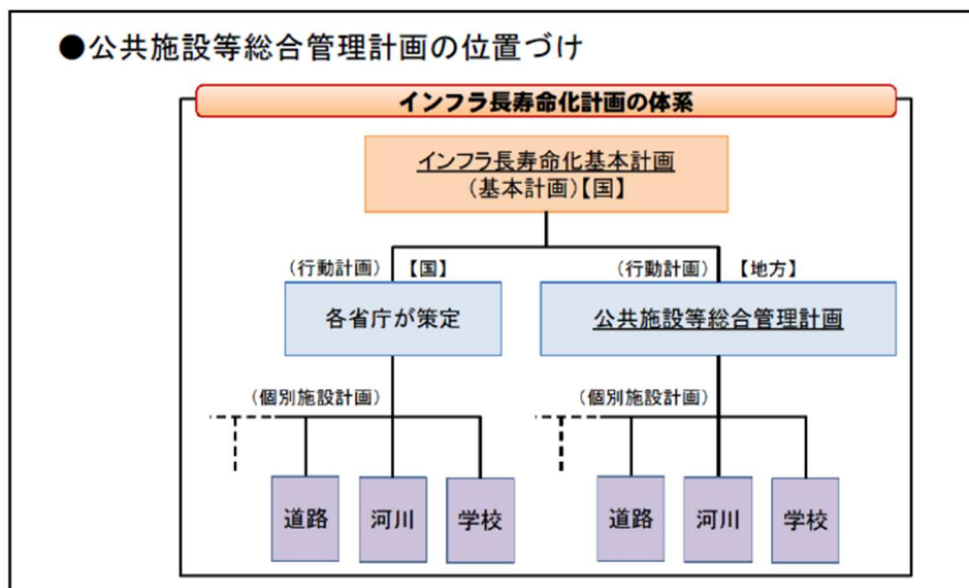 ●公共施設等総合管理計画の位置づけ
インフラ長寿命化計画の体系
インフラ長寿命化基本計画
(基本計画)【国】
(行動計画) 【国】
(行動計画) 【地方】
各省庁が策定
公共施設等総合管理計画
(個別施設計画)
(個別施設計画)
道路
河川
学校
道路
河川
学校